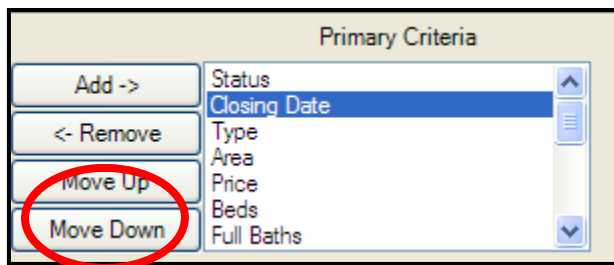 Primary Criteria
Add ->
<- Remove
Move Up
Move Down
Status
Closing Date
Type
Area
Price
Beds
Full Baths